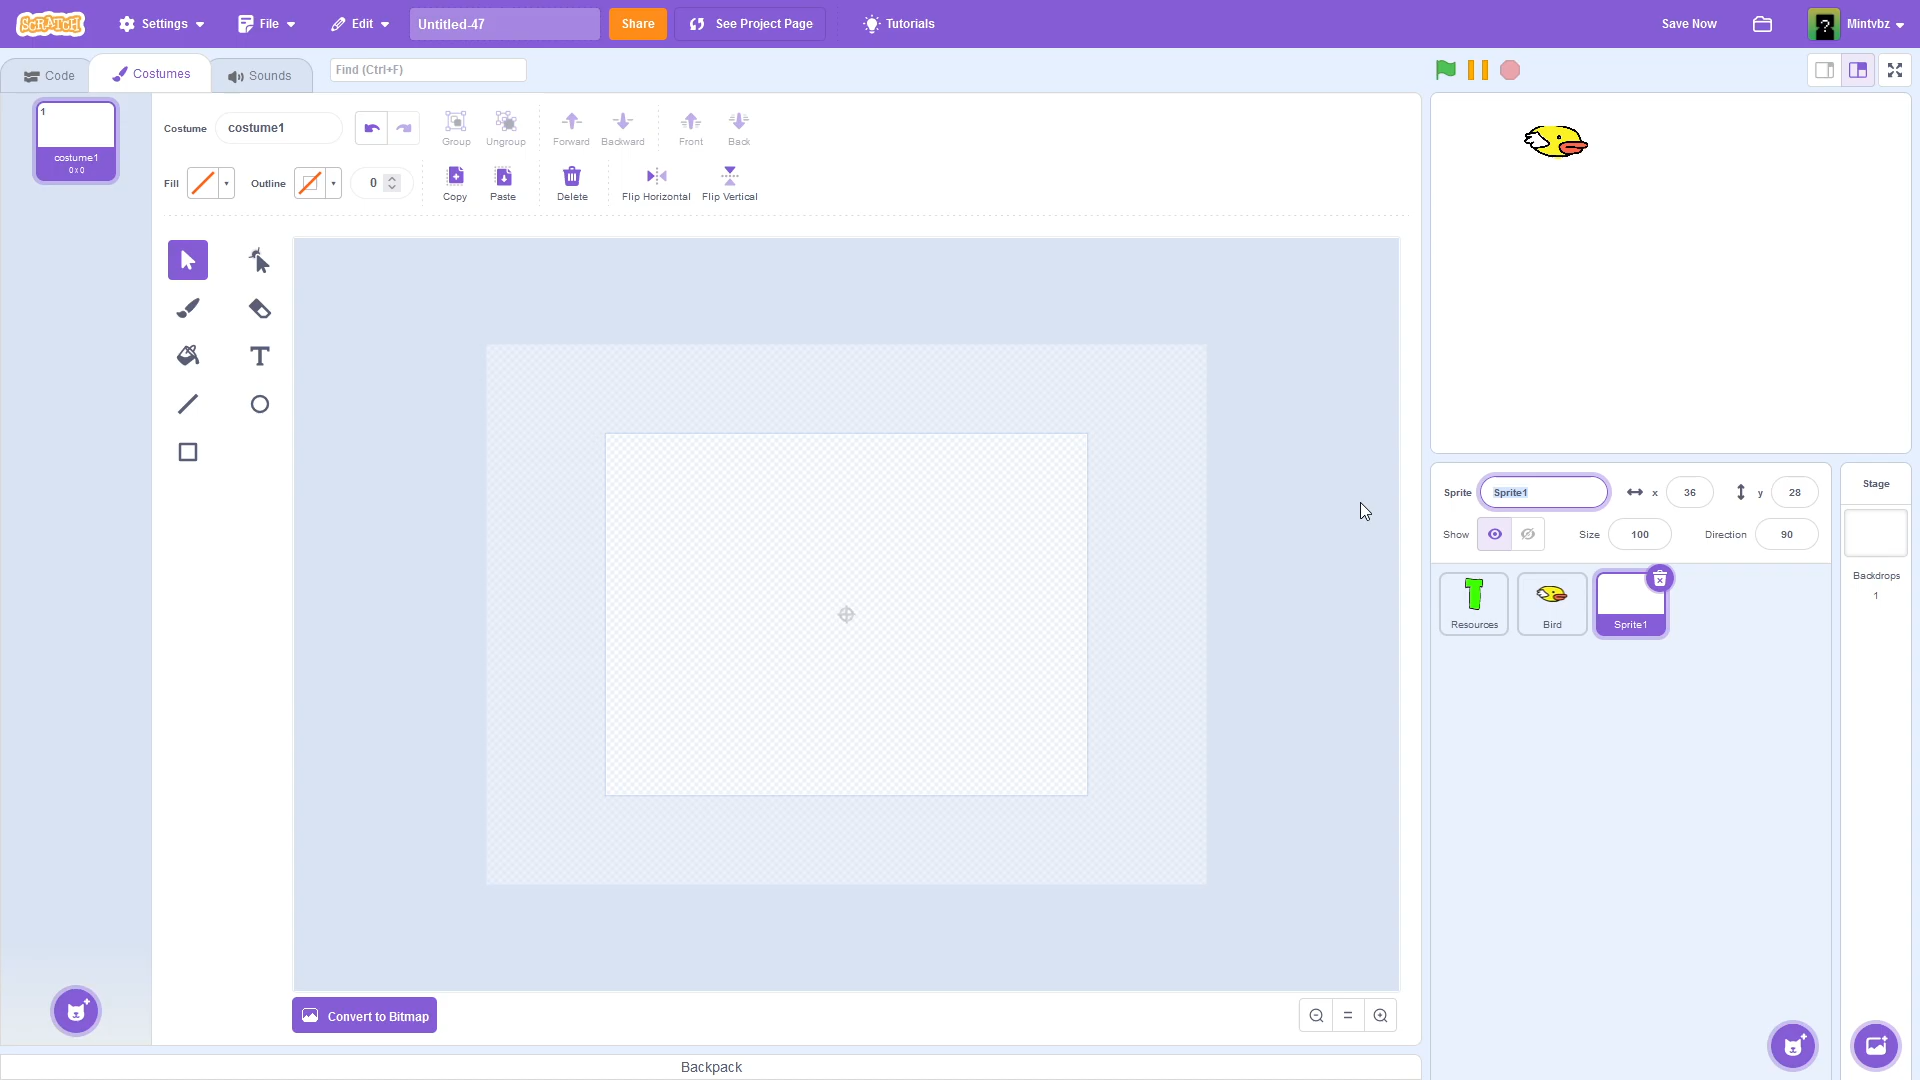 SCRATCH Settings File Edit Untitled-47 Share See Project Page Tutorials Save Now Mintvbz
Code Costumes Sounds Find (Ctrl+F)
1
costume1
0 x 0
Costume costume1 Group Ungroup Forward Backward Front Back
Fill Outline 0 Copy Paste Delete Flip Horizontal Flip Vertical
T
Convert to Bitmap
Backpack
Sprite Sprite1 x 36 y 28
Show Size 100 Direction 90
Resources Bird Sprite1
Stage
Backdrops
1